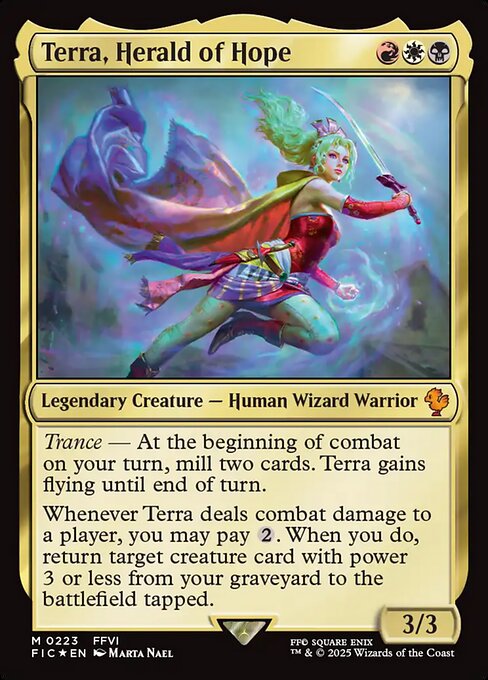 Terra, Herald of Hope
Legendary Creature — Human Wizard Warrior
Trance — At the beginning of combat
on your turn, mill two cards. Terra gains
flying until end of turn.
Whenever Terra deals combat damage to
a player, you may pay 2. When you do,
return target creature card with power
3 or less from your graveyard to the
battlefield tapped.
3/3
M 0223 FFVI
FIC★EN Marta Nael
FF© SQUARE ENIX
™ & © 2025 Wizards of the Coast